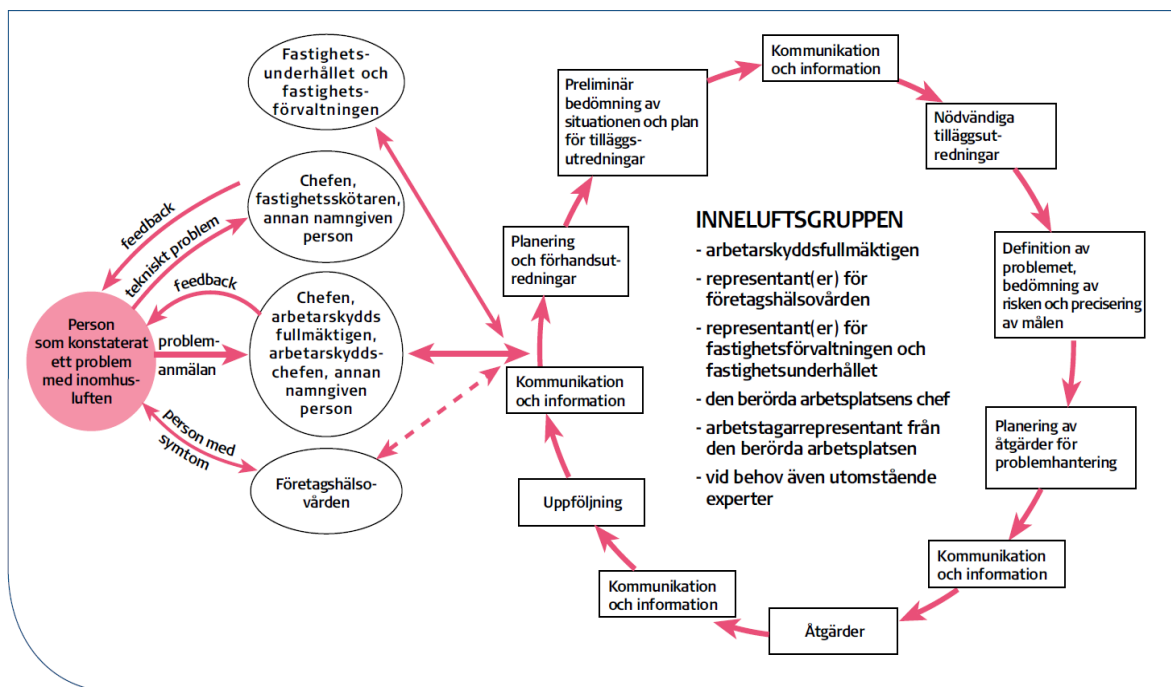 Fastighets-
underhållet och
fastighets-
förvaltningen
Chefen,
fastighetsskötaren,
annan namngiven
person
feedback
tekniskt problem
feedback
Person
som konstaterat
ett problem
med inomhus-
luften
problem-
anmälan
Chefen,
arbetarskydds
fullmäktigen,
arbetarskydds-
chefen, annan
namngiven
person
person med
symtom
Företagshälso-
vården
Kommunikation
och information
Planering
och förhandsut-
redningar
Preliminär
bedömning av
situationen och plan
för tilläggs-
utredningar
Kommunikation
och information
Nödvändiga
tilläggsut-
redningar
Definition av
problemet,
bedömning av
risken och precisering
av målen
Planering av
åtgärder för
problemhantering
Kommunikation
och information
Åtgärder
Kommunikation
och information
Uppföljning
INNELUFTSGRUPPEN
- arbetarskyddsfullmäktigen
- representant(er) för
företagshälsovården
- representant(er) för
fastighetsförvaltningen och
fastighetsunderhållet
- den berörda arbetsplatsens chef
- arbetstagarrepresentant från
den berörda arbetsplatsen
- vid behov även utomstående
experter